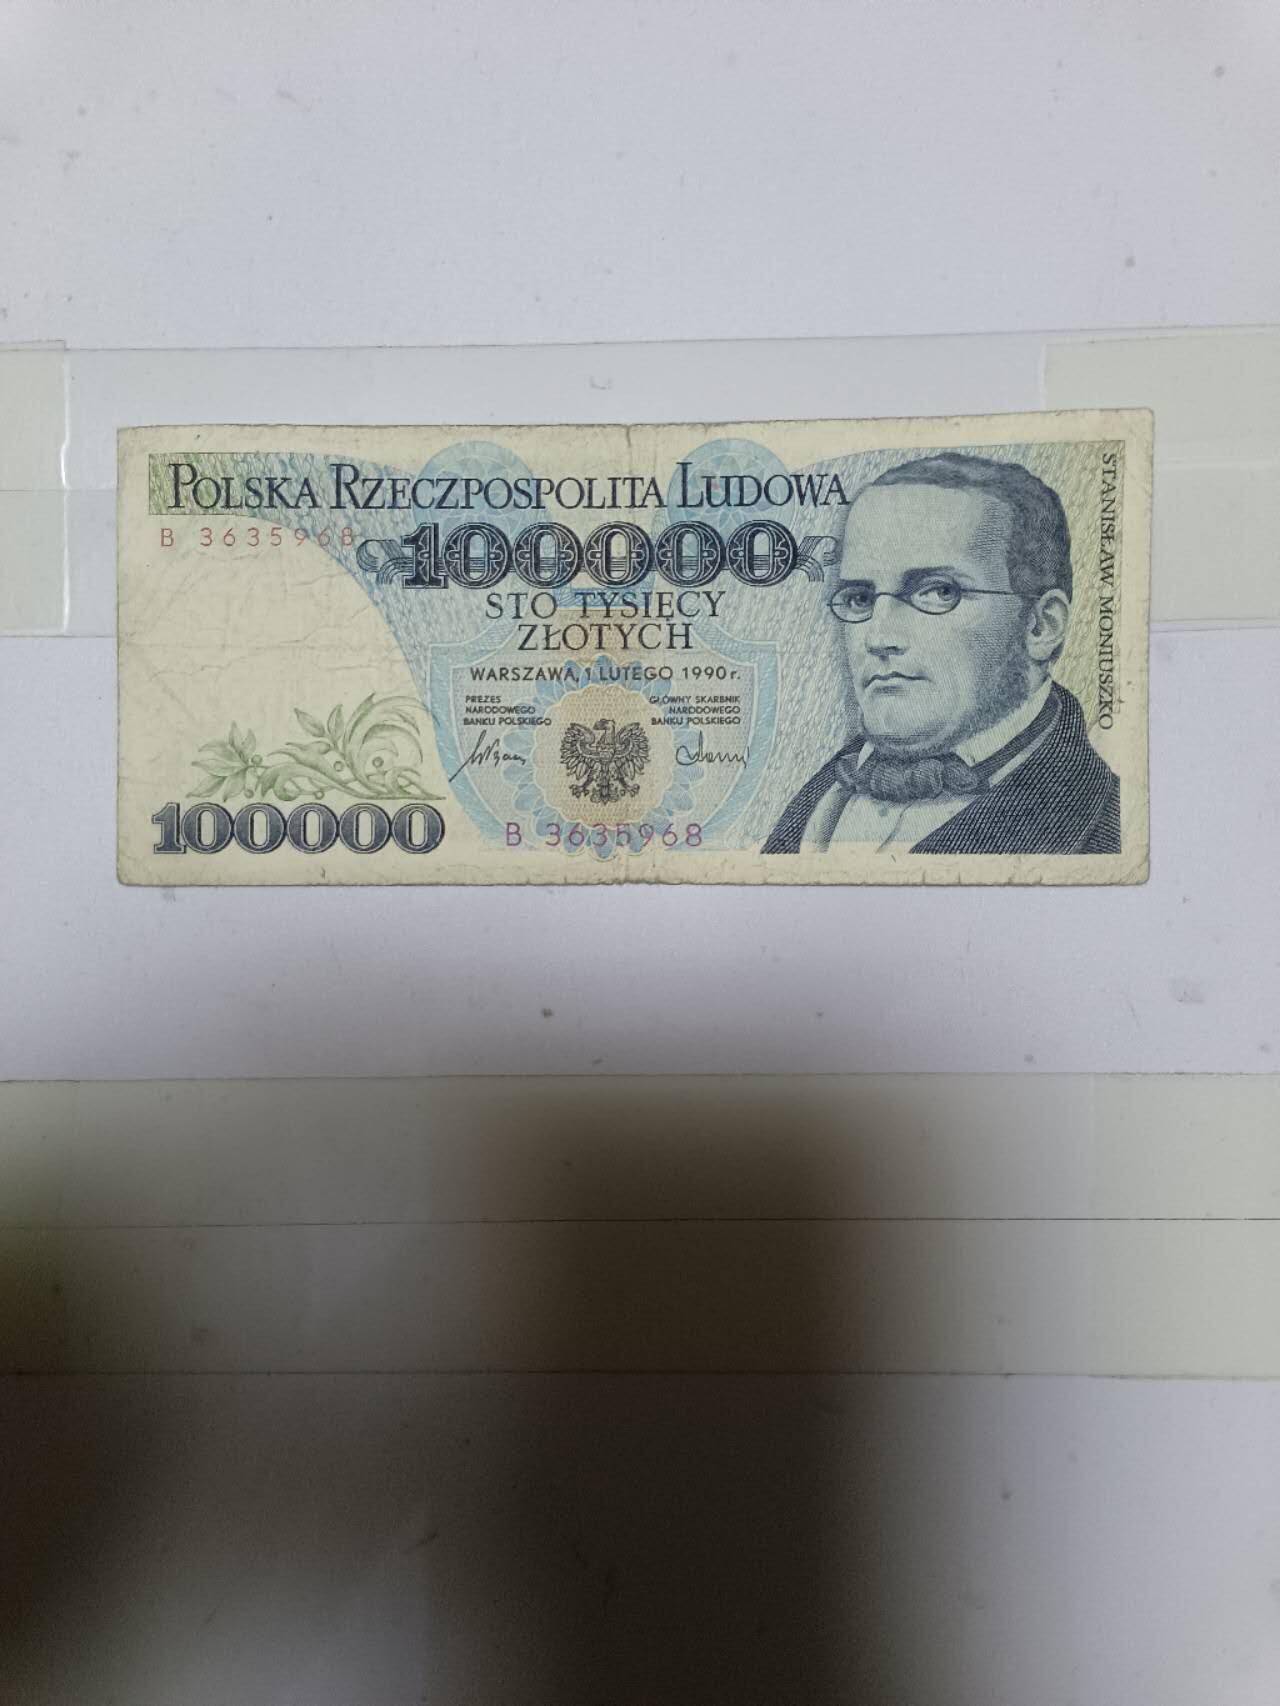 POLSKA RZECZPOSPOLITA LUDOWA
B 3635968
100000
STO TYSIĘCY
ZŁOTYCH
WARSZAWA, 1 LUTEGO 1990 r.
PREZES
NARODOWEGO
BANKU POLSKIEGO
GŁÓWNY SKARBNIK
NARODOWEGO
BANKU POLSKIEGO
100000
B 3635968
STANISŁAW MONIUSZKO